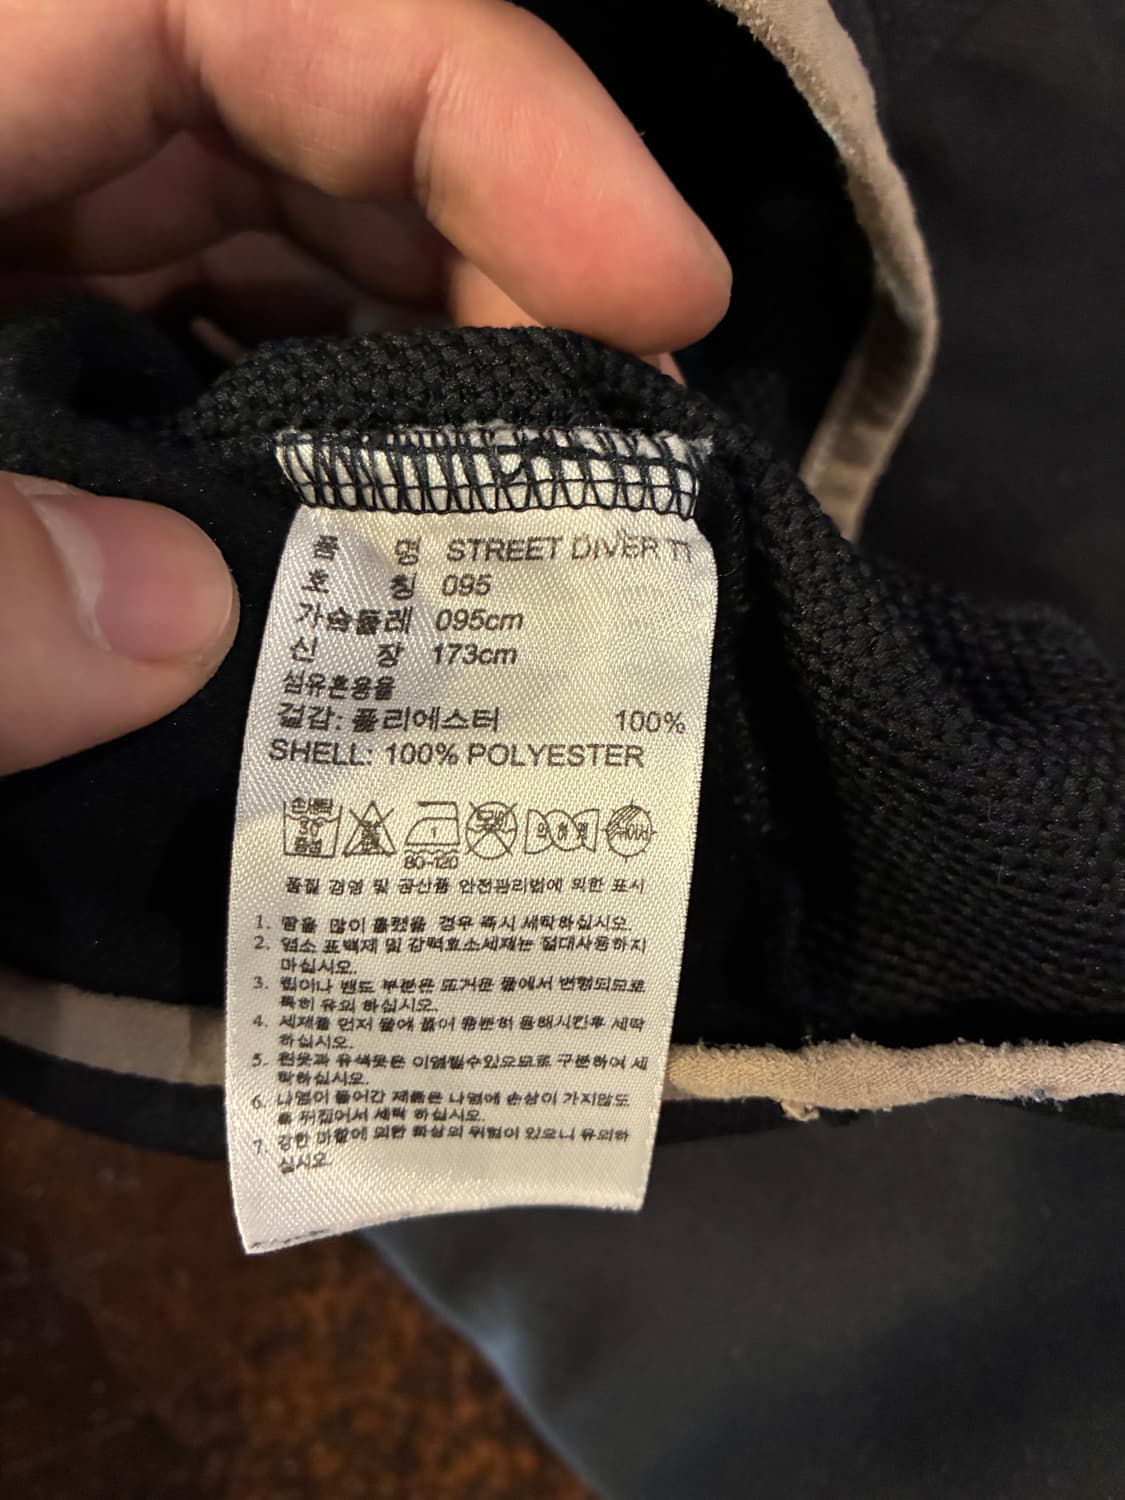 품 명 STREET DIVER TI
호 칭 095
가슴둘레 095cm
신 장 173cm
섬유혼용율
겉감: 폴리에스터 100%
SHELL: 100% POLYESTER
손세탁 30° 중성
80~120
드라이
품질 경영 및 공산품 안전관리법에 의한 표시
1. 땀을 많이 흘렸을 경우 즉시 세탁하십시오.
2. 염소 표백제 및 강력효소세제는 절대사용하지
마십시오.
3. 립이나 밴드 부분은 뜨거운 물에서 변형되므로
특히 유의 하십시오.
4. 세제를 먼저 물에 풀어 충분히 용해시킨후 세탁
하십시오.
5. 흰옷과 유색옷은 이염될수있으므로 구분하여 세
탁하십시오.
6. 나염이 들어간 제품은 나염에 손상이 가지않도
록 뒤집어서 세탁 하십시오.
7. 강한 마찰에 의한 화상의 위험이 있으니 유의하
십시오.